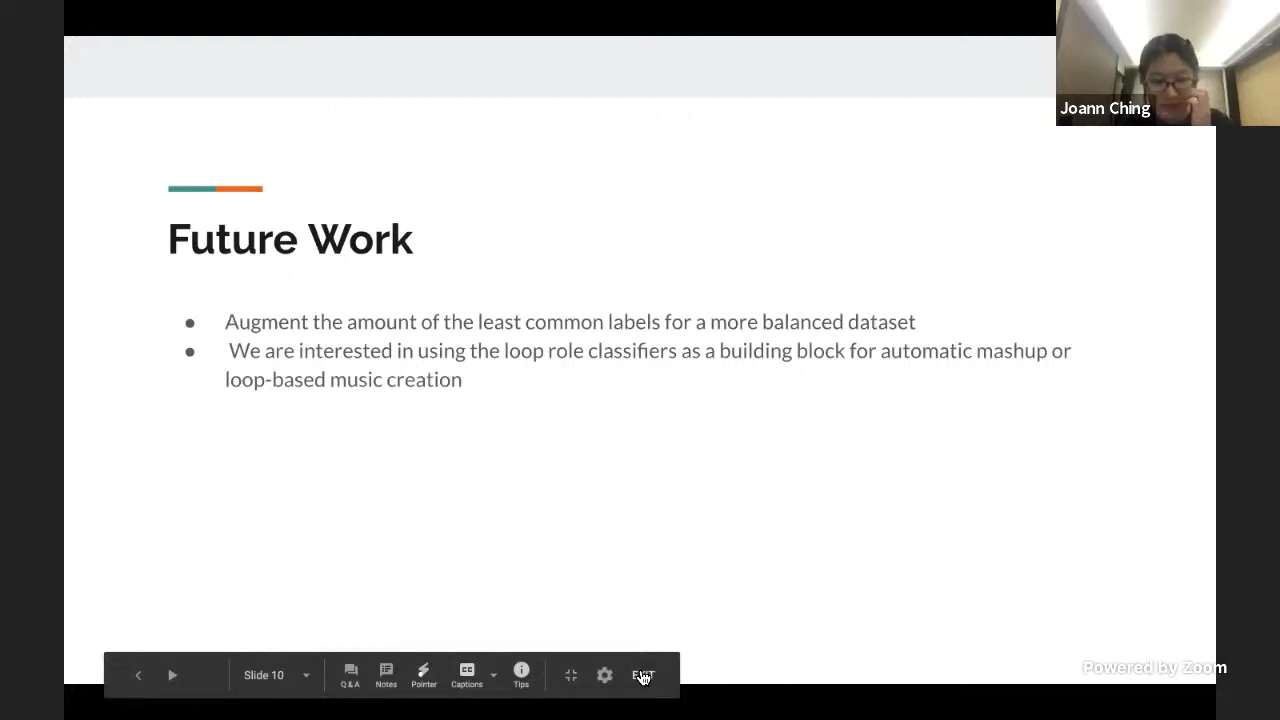 Joann Ching
Future Work
● Augment the amount of the least common labels for a more balanced dataset
● We are interested in using the loop role classifiers as a building block for automatic mashup or
loop-based music creation
Slide 10
Q & A
Notes
Pointer
CC
Captions
Tips
Powered by Zoom